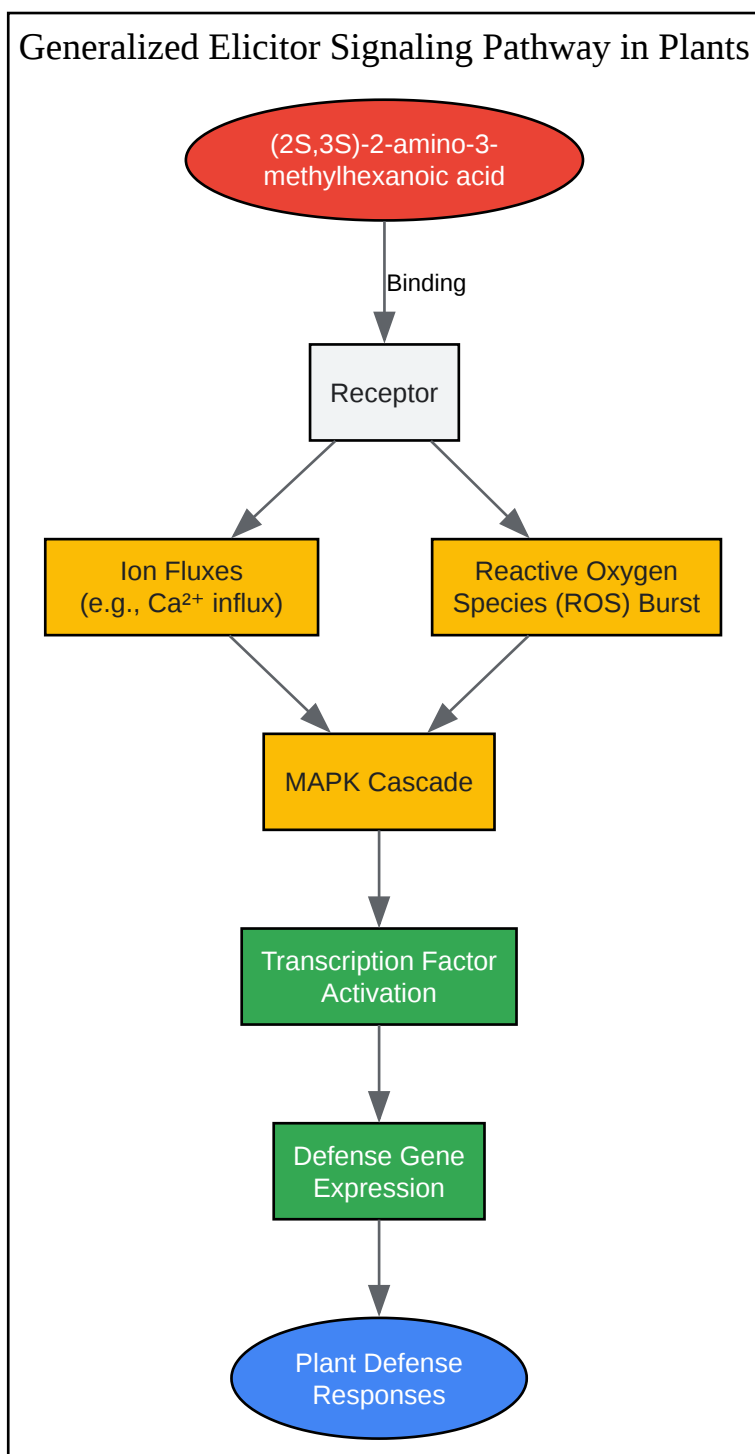 Generalized Elicitor Signaling Pathway in Plants
(2S,3S)-2-amino-3-
methylhexanoic acid
Binding
Receptor
Ion Fluxes
(e.g., Ca²⁺ influx)
Reactive Oxygen
Species (ROS) Burst
MAPK Cascade
Transcription Factor
Activation
Defense Gene
Expression
Plant Defense
Responses